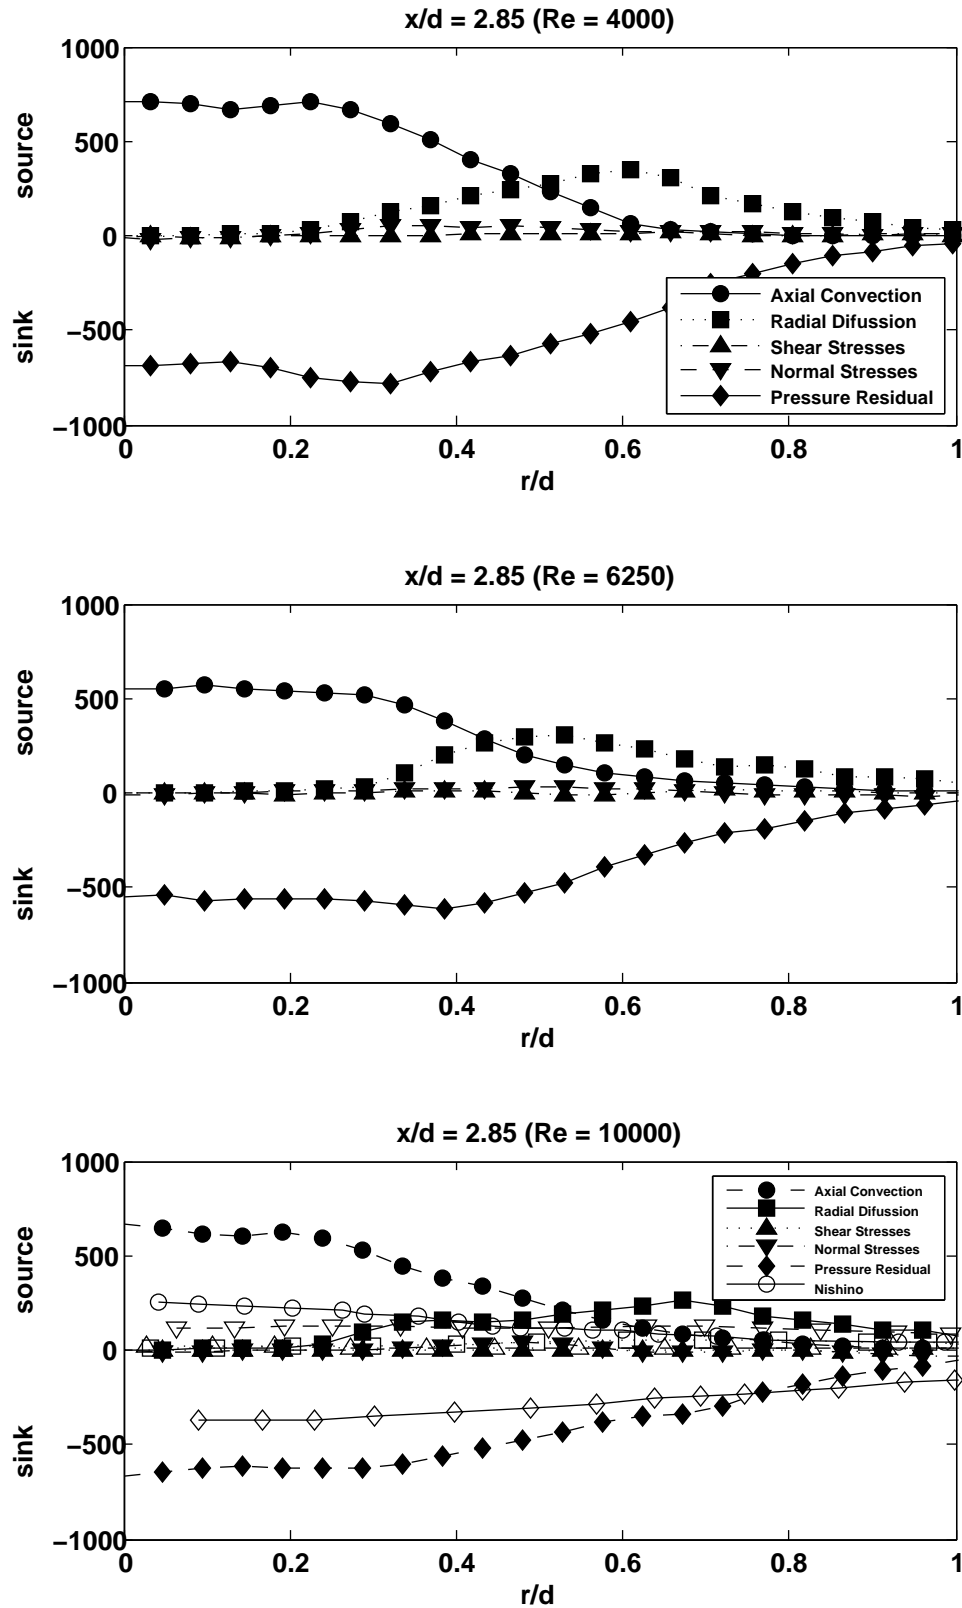 x/d = 2.85 (Re = 4000)
1000
500
0
−500
−1000
source
sink
Axial Convection
Radial Difussion
Shear Stresses
Normal Stresses
Pressure Residual
0 0.2 0.4 0.6 0.8 1
r/d
x/d = 2.85 (Re = 6250)
1000
500
0
−500
−1000
source
sink
0 0.2 0.4 0.6 0.8 1
r/d
x/d = 2.85 (Re = 10000)
1000
500
0
−500
−1000
source
sink
Axial Convection
Radial Difussion
Shear Stresses
Normal Stresses
Pressure Residual
Nishino
0 0.2 0.4 0.6 0.8 1
r/d